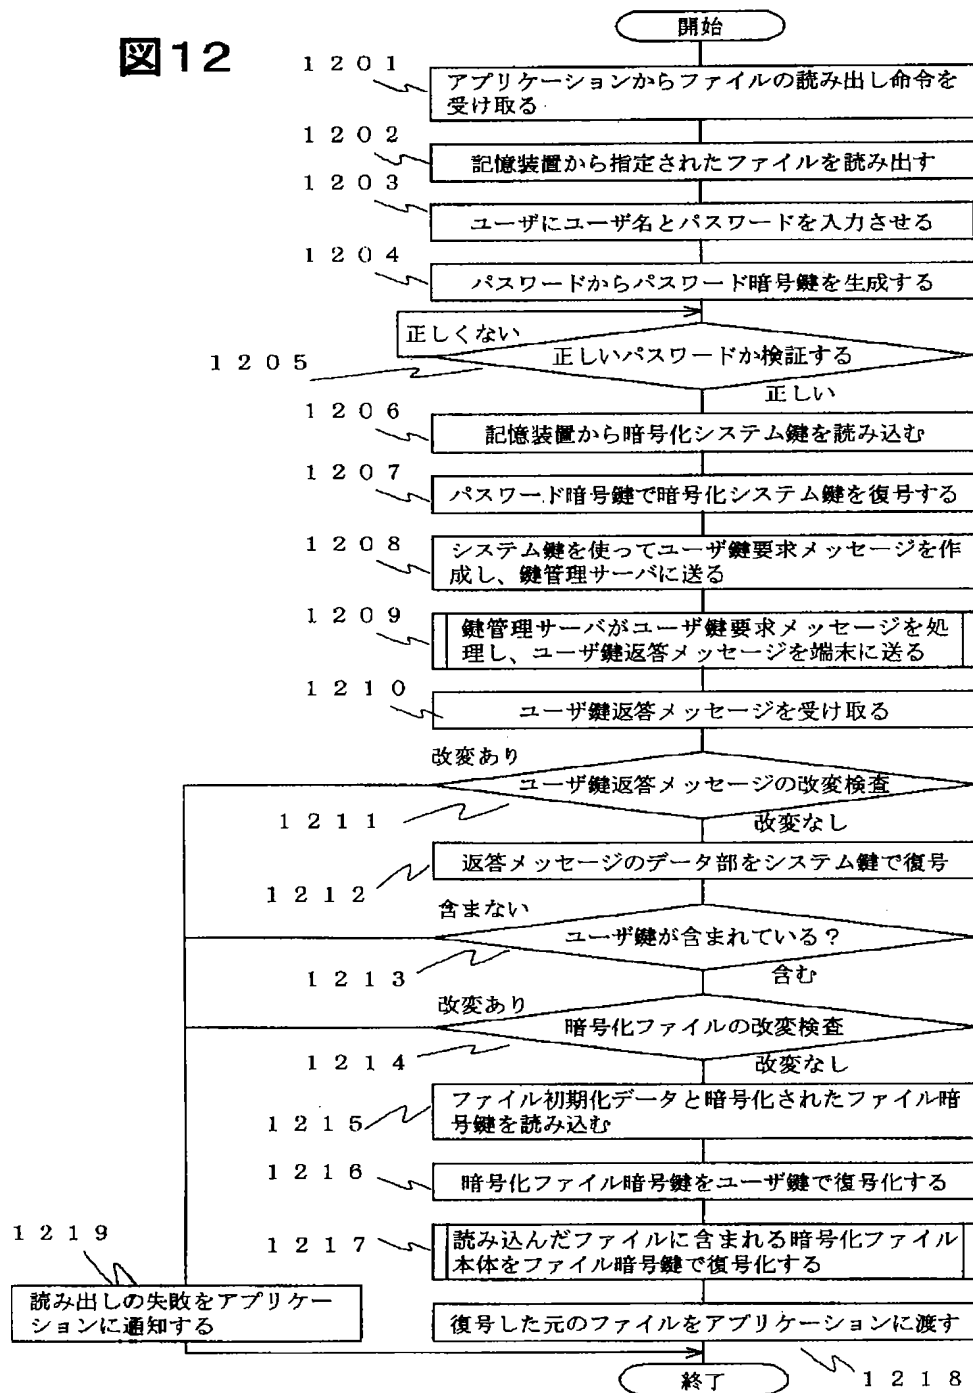 図12
開始
1201
アプリケーションからファイルの読み出し命令を
受け取る
1202
記憶装置から指定されたファイルを読み出す
1203
ユーザにユーザ名とパスワードを入力させる
1204
パスワードからパスワード暗号鍵を生成する
正しくない
1205
正しいパスワードか検証する
正しい
1206
記憶装置から暗号化システム鍵を読み込む
1207
パスワード暗号鍵で暗号化システム鍵を復号する
1208
システム鍵を使ってユーザ鍵要求メッセージを作
成し、鍵管理サーバに送る
1209
鍵管理サーバがユーザ鍵要求メッセージを処
理し、ユーザ鍵返答メッセージを端末に送る
1210
ユーザ鍵返答メッセージを受け取る
改変あり
ユーザ鍵返答メッセージの改変検査
1211
改変なし
返答メッセージのデータ部をシステム鍵で復号
1212
含まない
ユーザ鍵が含まれている？
1213
含む
改変あり
暗号化ファイルの改変検査
1214
改変なし
ファイル初期化データと暗号化されたファイル暗
号鍵を読み込む
1215
1216
暗号化ファイル暗号鍵をユーザ鍵で復号化する
1217
読み込んだファイルに含まれる暗号化ファイル
本体をファイル暗号鍵で復号化する
1219
読み出しの失敗をアプリケー
ションに通知する
復号した元のファイルをアプリケーションに渡す
1218
終了